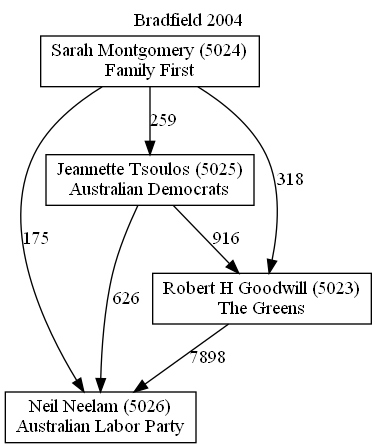 Bradfield 2004
Sarah Montgomery (5024)
Family First
259
Jeannette Tsoulos (5025)
Australian Democrats
318
175
916
626
Robert H Goodwill (5023)
The Greens
7898
Neil Neelam (5026)
Australian Labor Party